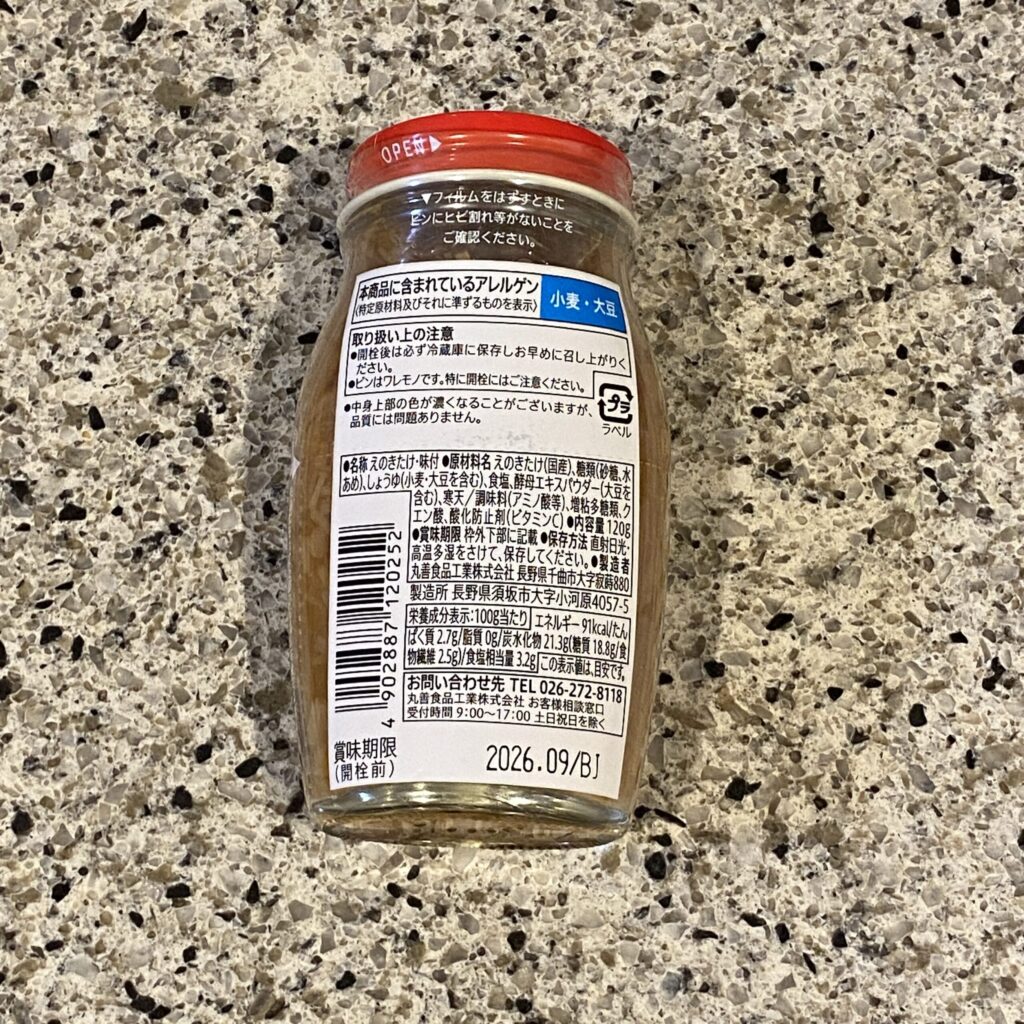 OPEN▶
▼フィルムをはずすときに
ビンにヒビ割れ等がないことを
ご確認ください。
本商品に含まれているアレルゲン
〈特定原材料及びそれに準ずるものを表示〉
小麦・大豆
取り扱い上の注意
●開栓後は必ず冷蔵庫に保存しお早めに召し上がりく
ださい。
●ビンはワレモノです。特に開栓にはご注意ください。
●中身上部の色が濃くなることがございますが、
品質には問題ありません。
プラ
ラベル
●名称 えのきたけ・味付 ●原材料名 えのきたけ(国産)、糖類(砂糖、水
あめ)、しょうゆ(小麦・大豆を含む)、食塩、酵母エキスパウダー(大豆を
含む)、寒天/調味料(アミノ酸等)、増粘多糖類、ク
エン酸、酸化防止剤(ビタミンC) ●内容量 120g
●賞味期限 枠外下部に記載 ●保存方法 直射日光・
高温多湿をさけて、保存してください。●製造者
丸善食品工業株式会社 長野県千曲市大字寂蒔880
製造所 長野県須坂市大字小河原4057-5
栄養成分表示:100g当たり エネルギー 91kcal/たん
ぱく質 2.7g/脂質 0g/炭水化物 21.3g(糖質 18.8g/食
物繊維 2.5g)/食塩相当量 3.2g この表示値は、目安です。
お問い合わせ先 TEL 026-272-8118
丸善食品工業株式会社 お客様相談窓口
受付時間 9:00〜17:00 土日祝日を除く
4 902887 120252
賞味期限
(開栓前)
2026.09/BJ